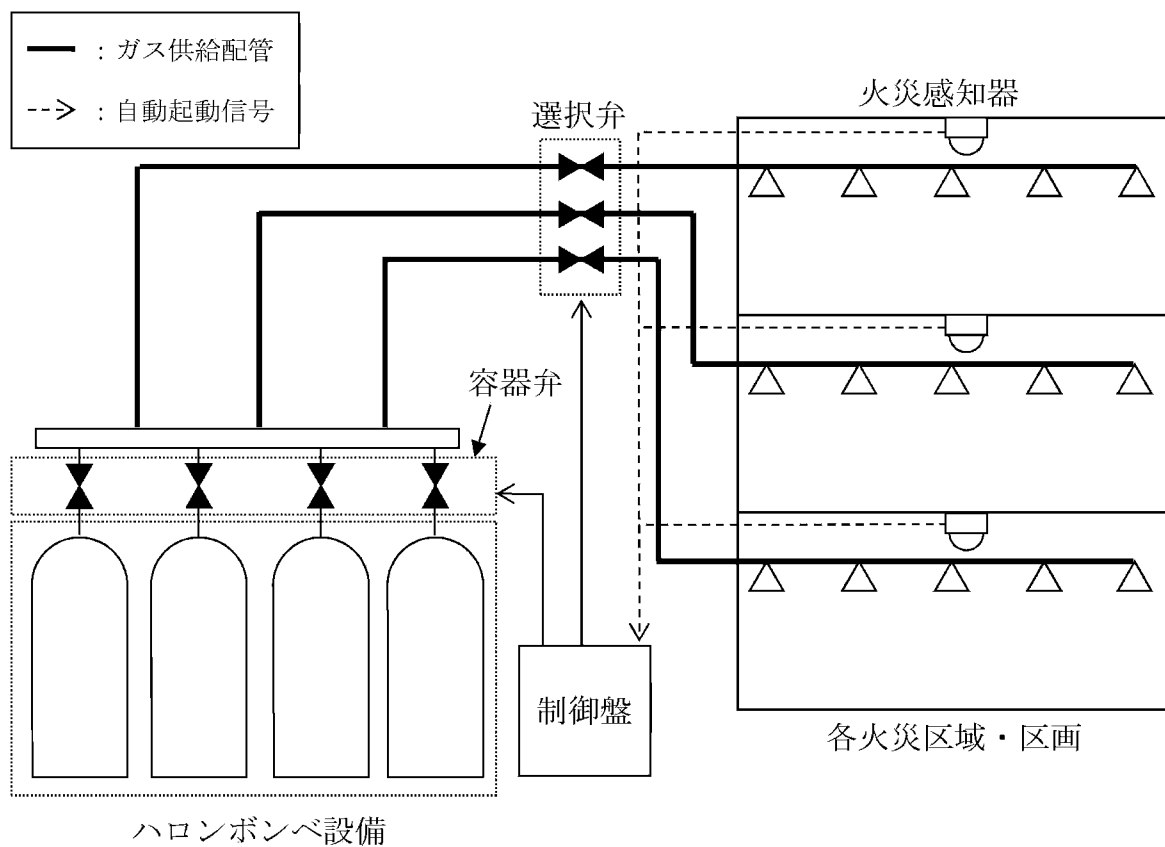 ：ガス供給配管
：自動起動信号
火災感知器
選択弁
容器弁
制御盤
各火災区域・区画
ハロンボンベ設備